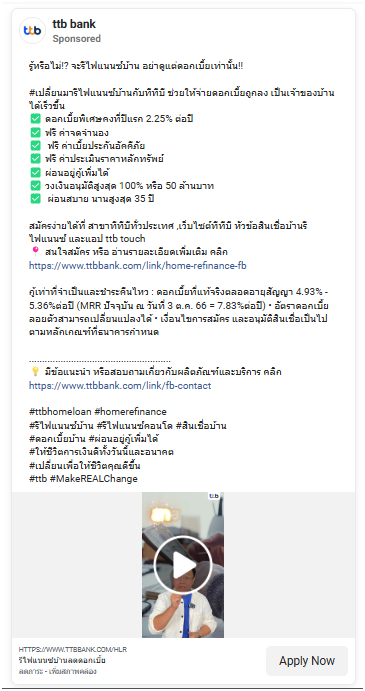 ttb bank
Sponsored
รู้หรือไม่!? จะรีไฟแนนซ์บ้าน อย่าดูแต่ดอกเบี้ยเท่านั้น!!
#เปลี่ยนมารีไฟแนนซ์บ้านกับทีทีบี ช่วยให้จ่ายดอกเบี้ยถูกลง เป็นเจ้าของบ้าน
ได้เร็วขึ้น
✅ ดอกเบี้ยพิเศษคงที่ปีแรก 2.25% ต่อปี
✅ ฟรี ค่าจดจำนอง
✅ ฟรี ค่าเบี้ยประกันอัคคีภัย
✅ ฟรี ค่าประเมินราคาหลักทรัพย์
✅ ผ่อนอยู่กู้เพิ่มได้
✅ วงเงินอนุมัติสูงสุด 100% หรือ 50 ล้านบาท
✅ ผ่อนสบาย นานสูงสุด 35 ปี
สมัครง่ายได้ที่ สาขาทีทีบีทั่วประเทศ ,เว็บไซต์ทีทีบี หัวข้อสินเชื่อบ้านรี
ไฟแนนซ์ และแอป ttb touch
📍 สนใจสมัคร หรือ อ่านรายละเอียดเพิ่มเติม คลิก
https://www.ttbbank.com/link/home-refinance-fb
กู้เท่าที่จำเป็นและชำระคืนไหว : ดอกเบี้ยที่แท้จริงตลอดอายุสัญญา 4.93% -
5.36%ต่อปี (MRR ปัจจุบัน ณ วันที่ 3 ต.ค. 66 = 7.83%ต่อปี) • อัตราดอกเบี้ย
ลอยตัวสามารถเปลี่ยนแปลงได้ • เงื่อนไขการสมัคร และอนุมัติสินเชื่อเป็นไป
ตามหลักเกณฑ์ที่ธนาคารกำหนด
......................................................
💡 มีข้อแนะนำ หรือสอบถามเกี่ยวกับผลิตภัณฑ์และบริการ คลิก
https://www.ttbbank.com/link/fb-contact
#ttbhomeloan #homerefinance
#รีไฟแนนซ์บ้าน #รีไฟแนนซ์คอนโด #สินเชื่อบ้าน
#ดอกเบี้ยบ้าน #ผ่อนอยู่กู้เพิ่มได้
#ให้ชีวิตการเงินดีทั้งวันนี้และอนาคต
#เปลี่ยนเพื่อให้ชีวิตคุณดีขึ้น
#ttb #MakeREALChange
ttb
HTTPS://WWW.TTBBANK.COM/HLR
รีไฟแนนซ์บ้านลดดอกเบี้ย
ลดภาระ - เพิ่มสภาพคล่อง
Apply Now